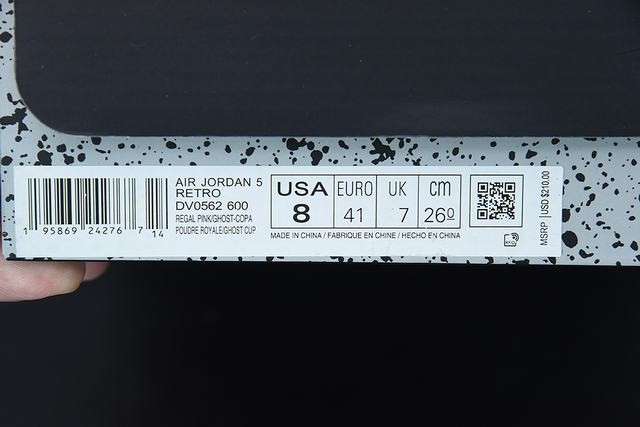 1 95869 24276 7 14
AIR JORDAN 5
RETRO
DV0562 600
REGAL PINK/GHOST-COPA
POUDRE ROYALE/GHOST CUP
USA
8
EURO
41
UK
7
cm
26º
MADE IN CHINA / FABRIQUE EN CHINE / HECHO EN CHINA
MSRP USD $210.00